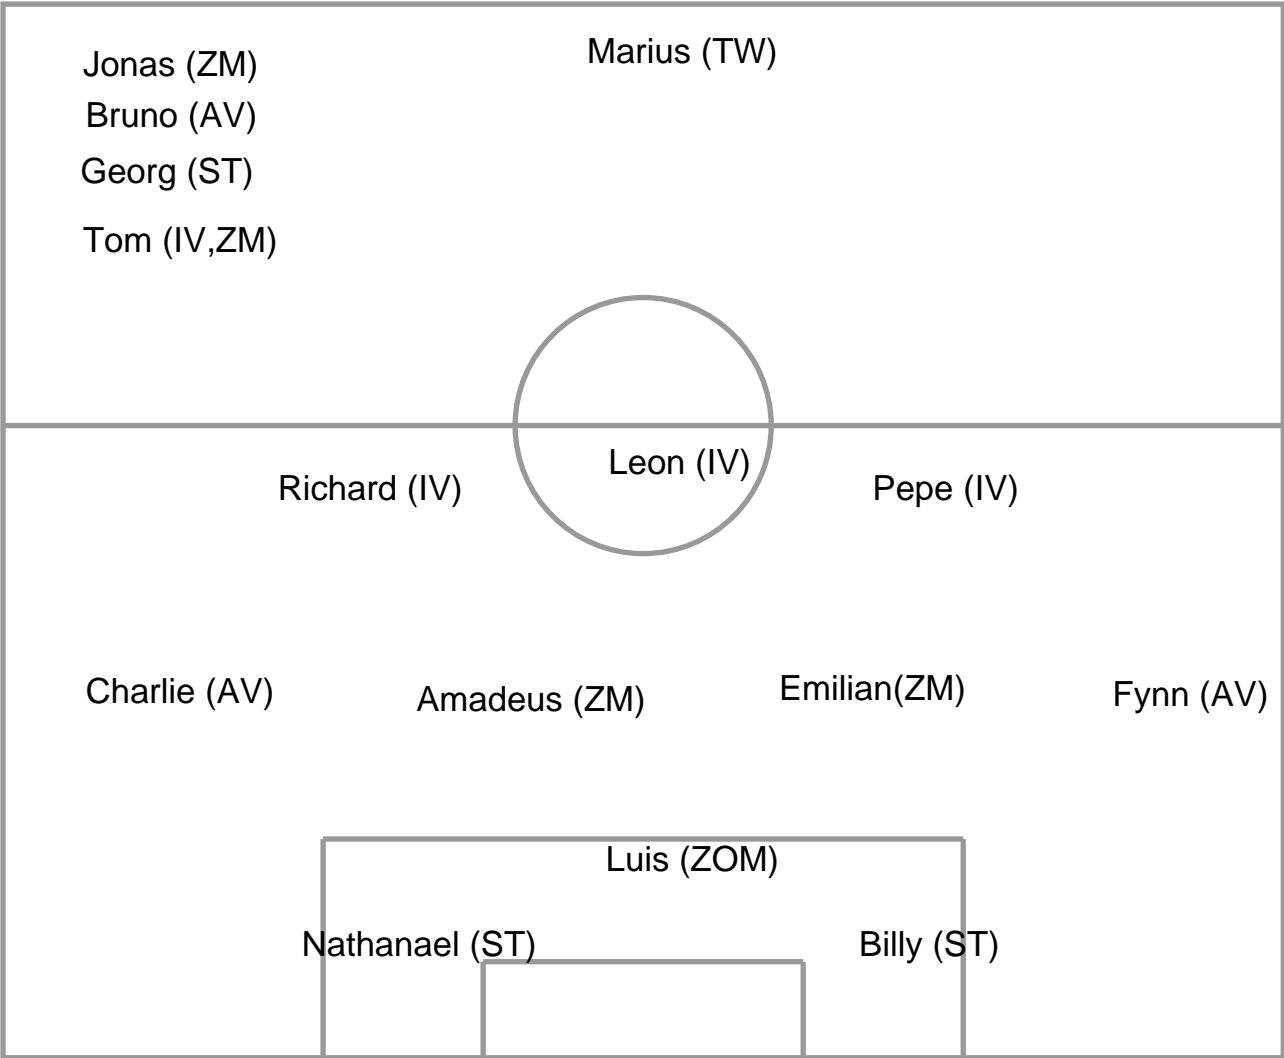 Jonas (ZM)
Marius (TW)
Bruno (AV)
Georg (ST)
Tom (IV,ZM)
Leon (IV)
Richard (IV)
Pepe (IV)
Charlie (AV)
Amadeus (ZM)
Emilian(ZM)
Fynn (AV)
Luis (ZOM)
Nathanael (ST)
Billy (ST)